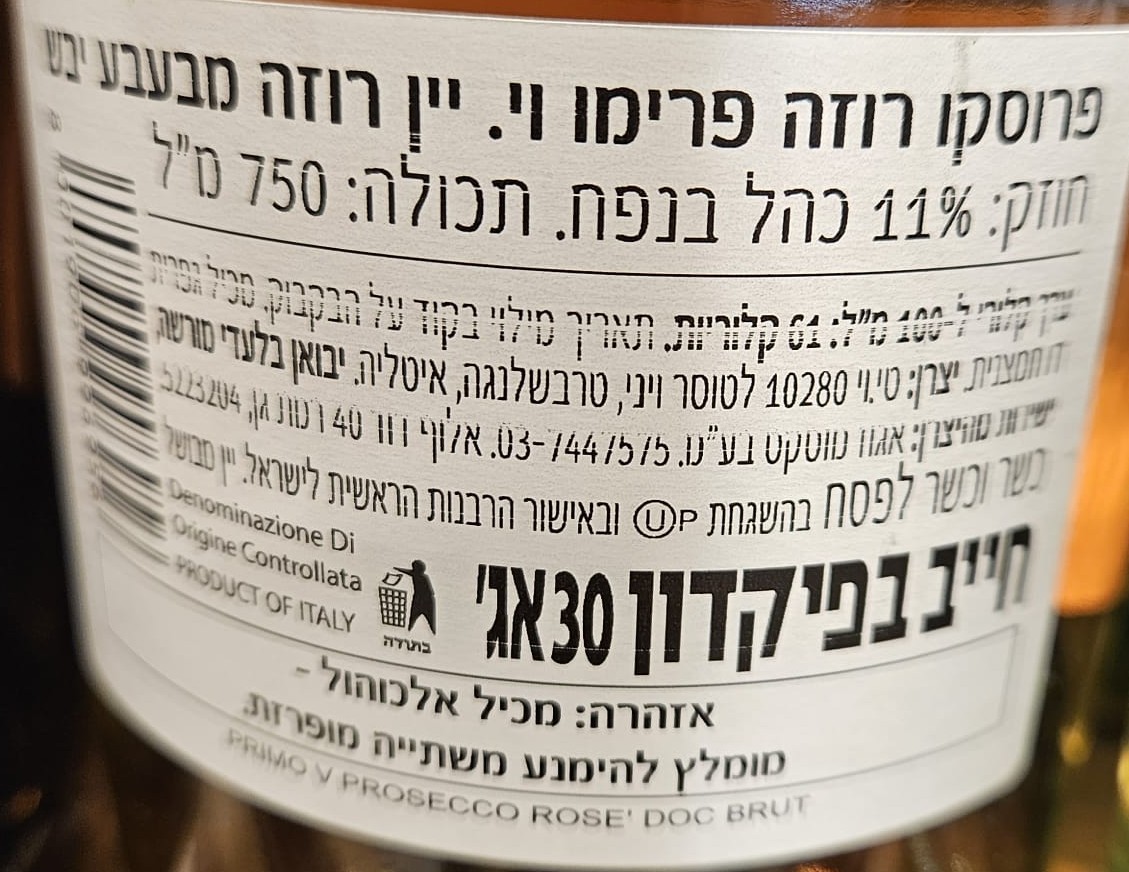 פרוסקו רוזה פרימו וי. יין רוזה מבעבע יבש
חוזק: 11% כהל בנפח. תכולה: 750 מ"ל
ערך קלורי ל-100 מ"ל: 61 קלוריות. תאריך מילוי בקוד על הבקבוק. מכיל גפרית
דו חמצנית. יצרן: סי.וי 10280 לטוסר ויני, טרבשלנגה, איטליה. יבואן בלעדי מורשה,
ישירות מהיצרן: אגוז מוסקט בע"מ. 03-7447575. אלוף דוד 40 רמת גן, 5223204
כשר וכשר לפסח בהשגחת ⓊP ובאישור הרבנות הראשית לישראל. יין מבושל
Denominazione Di
Origine Controllata
PRODUCT OF ITALY
חייב בפיקדון 30 אג'
בתודה
אזהרה: מכיל אלכוהול -
מומלץ להימנע משתייה מופרזת.
PRIMO V PROSECCO ROSE' DOC BRUT